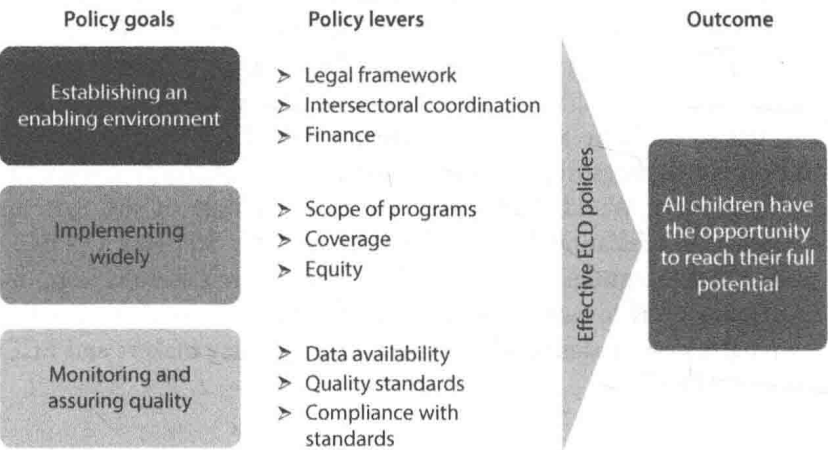 Policy goals
Policy levers
Outcome
Establishing an
enabling environment
➤ Legal framework
➤ Intersectoral coordination
➤ Finance
Implementing
widely
➤ Scope of programs
➤ Coverage
➤ Equity
Monitoring and
assuring quality
➤ Data availability
➤ Quality standards
➤ Compliance with
standards
Effective ECD policies
All children have
the opportunity
to reach their full
potential